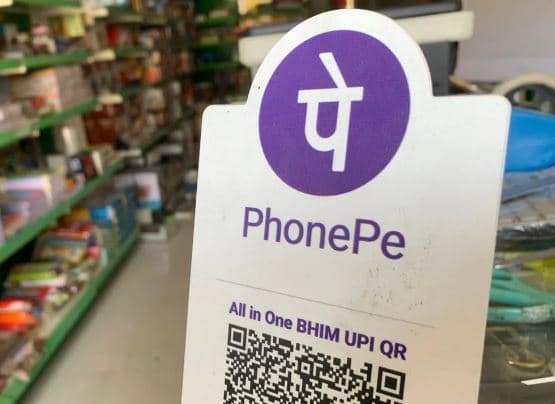 पे
PhonePe
All in One BHIM UPI QR